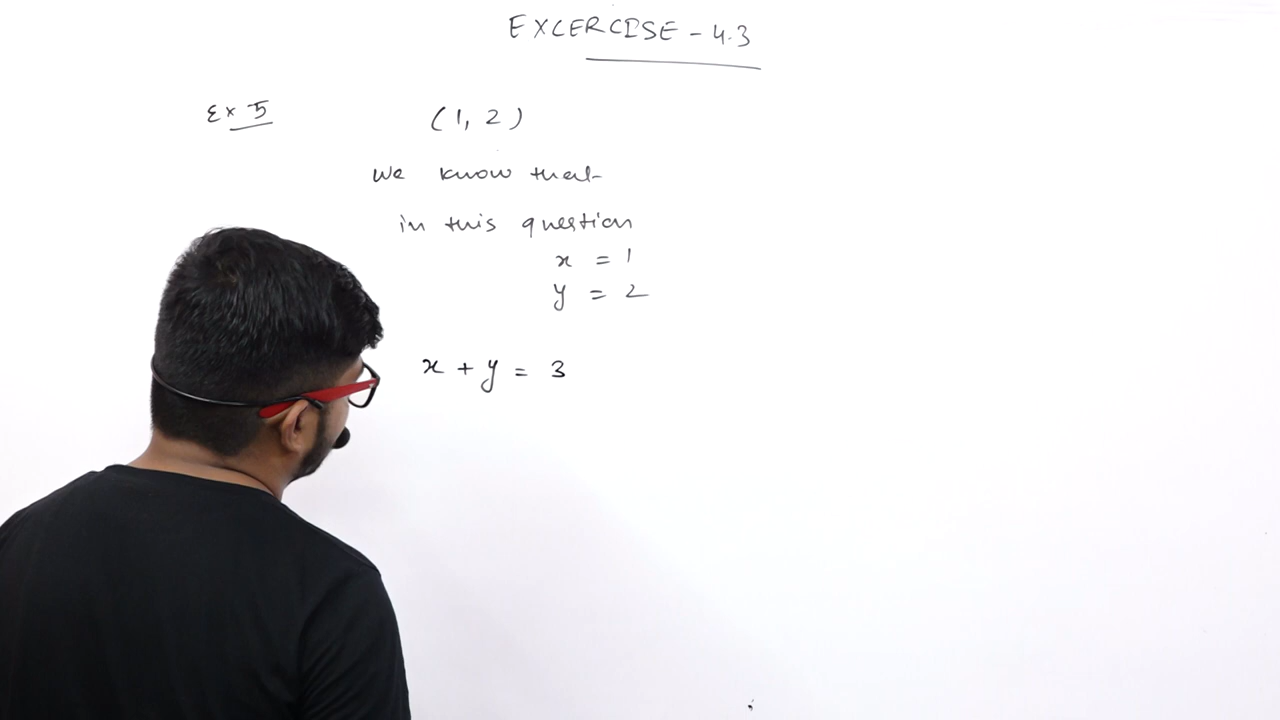 EXCERCISE - 4.3
Ex 5
(1, 2)
We know that
in this question
x = 1
y = 2
x + y = 3